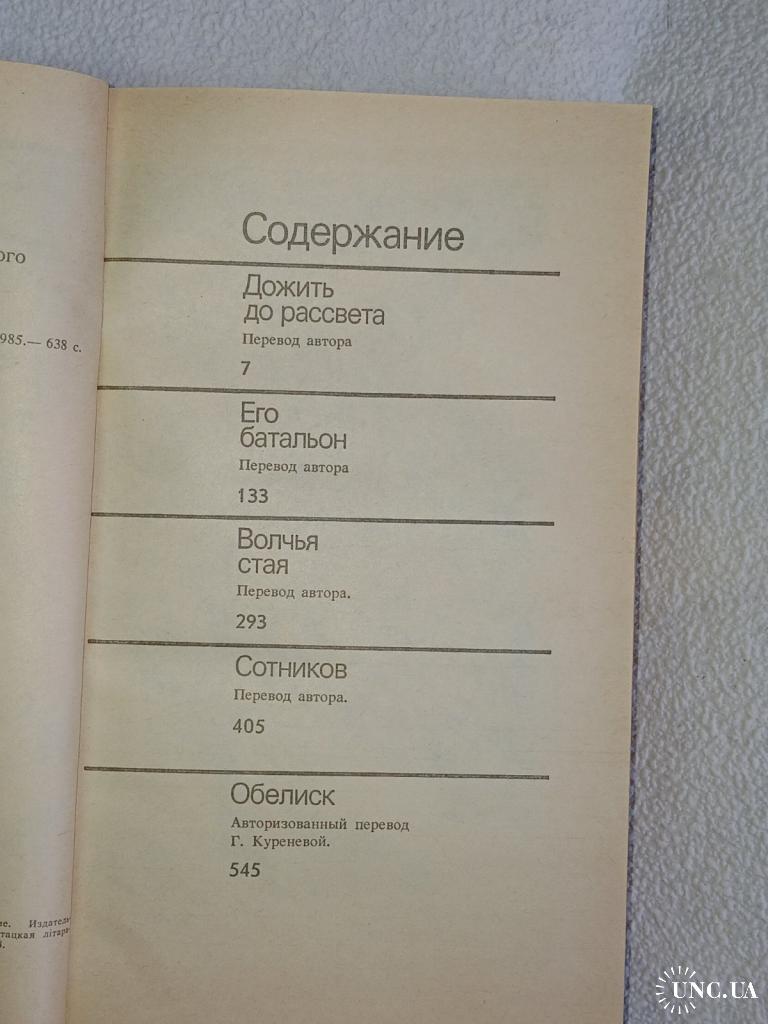 ого
985.— 638 с.
Содержание
Дожить
до рассвета
Перевод автора
7
Его
батальон
Перевод автора
133
Волчья
стая
Перевод автора.
293
Сотников
Перевод автора.
405
Обелиск
Авторизованный перевод
Г. Куреневой.
545
UNC.UA